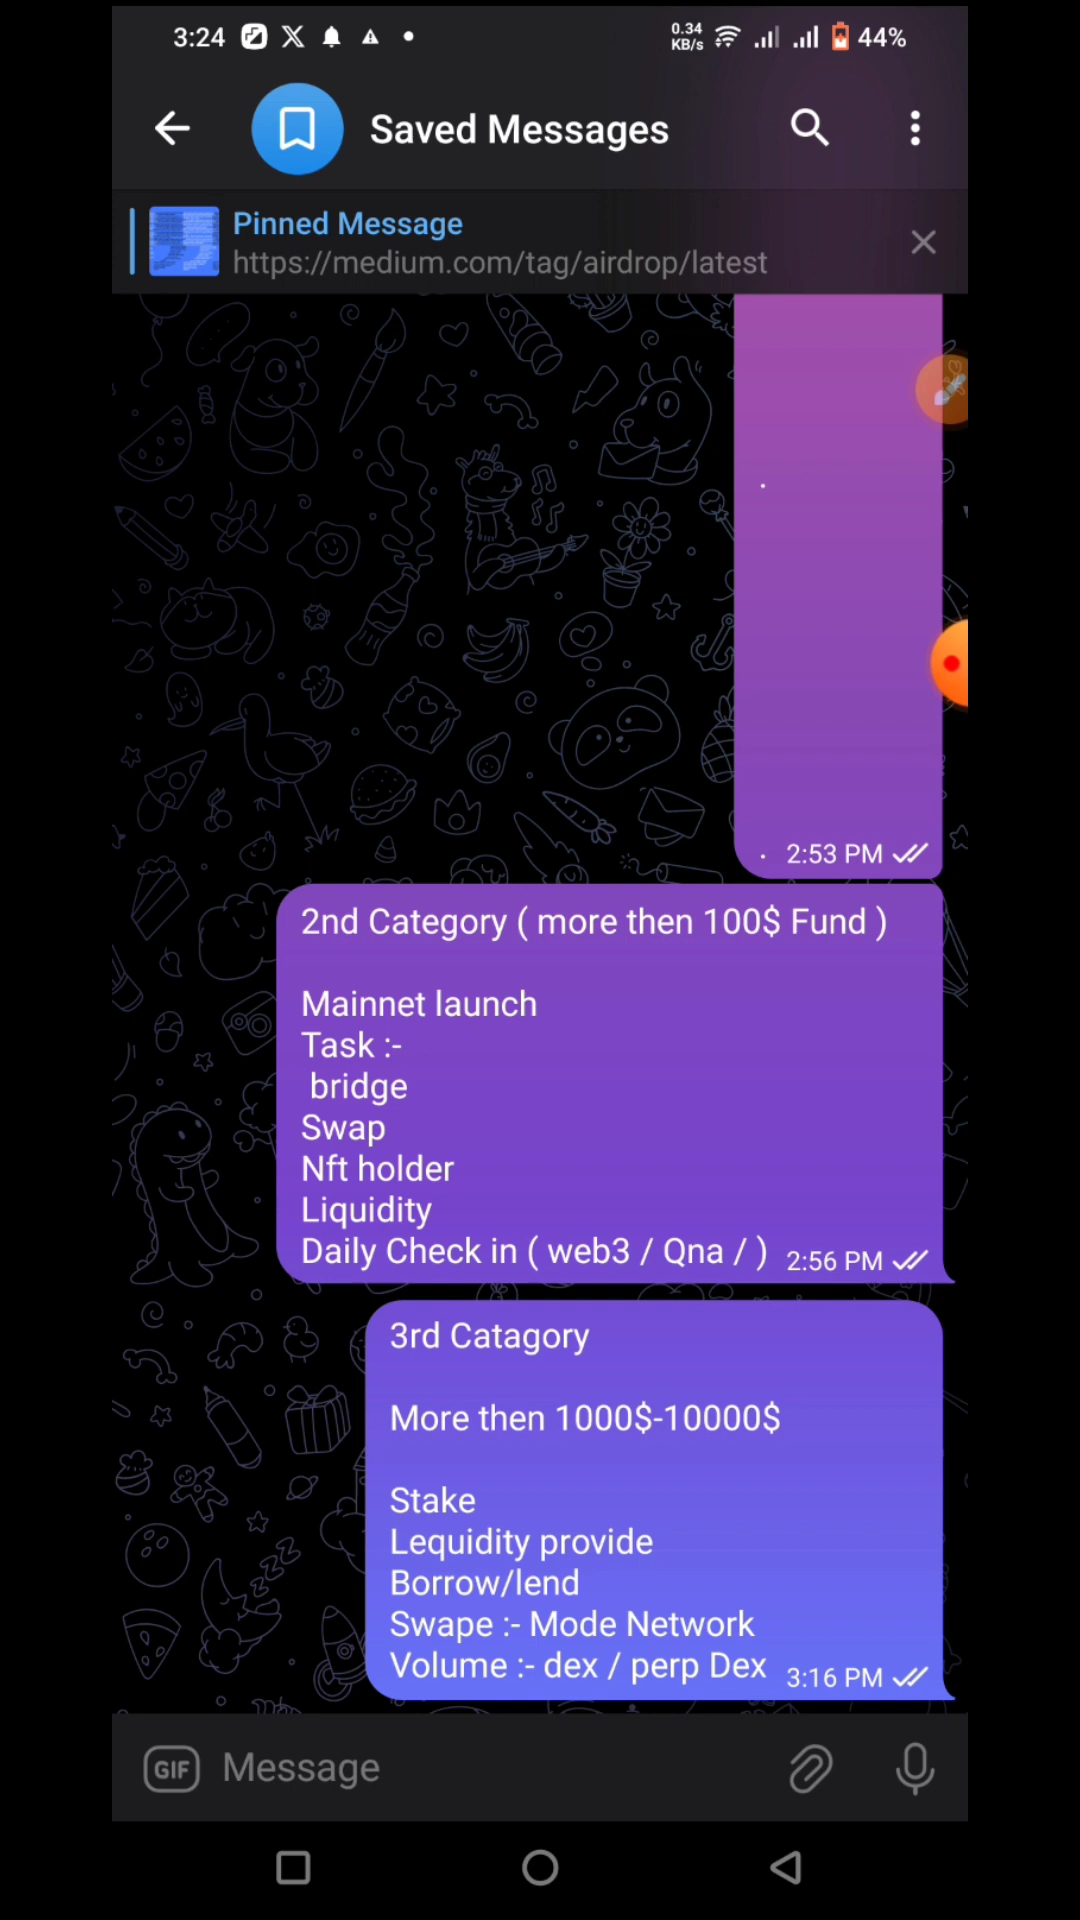 3:24
0.34 KB/s
44%
Saved Messages
Pinned Message
https://medium.com/tag/airdrop/latest
.
. 2:53 PM
2nd Category ( more then 100$ Fund )
Mainnet launch
Task :-
bridge
Swap
Nft holder
Liquidity
Daily Check in ( web3 / Qna / ) 2:56 PM
3rd Catagory
More then 1000$-10000$
Stake
Lequidity provide
Borrow/lend
Swape :- Mode Network
Volume :- dex / perp Dex 3:16 PM
GIF Message